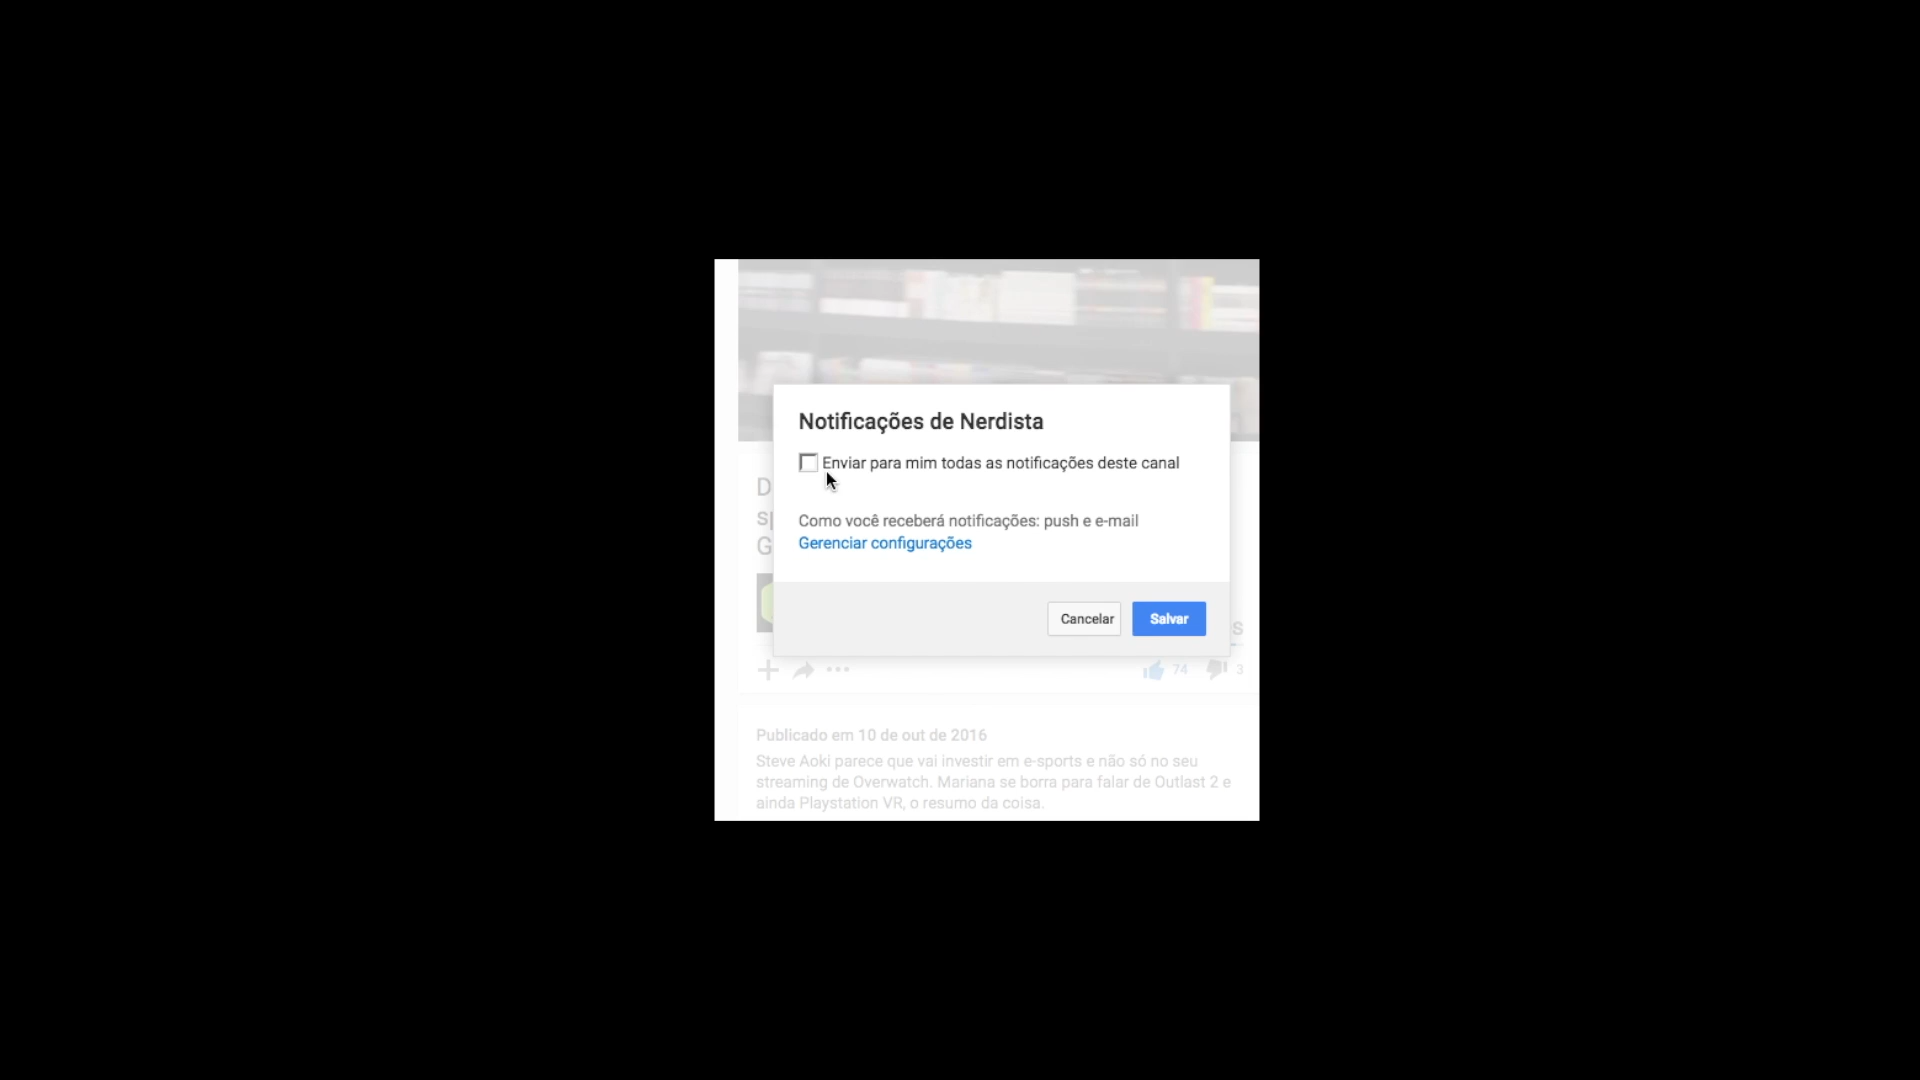 Notificações de Nerdista
Enviar para mim todas as notificações deste canal
D
G
Como você receberá notificações: push e e-mail
Gerenciar configurações
Cancelar Salvar
s
74 3
Publicado em 10 de out de 2016
Steve Aoki parece que vai investir em e-sports e não só no seu
streaming de Overwatch. Mariana se borra para falar de Outlast 2 e
ainda Playstation VR, o resumo da coisa.